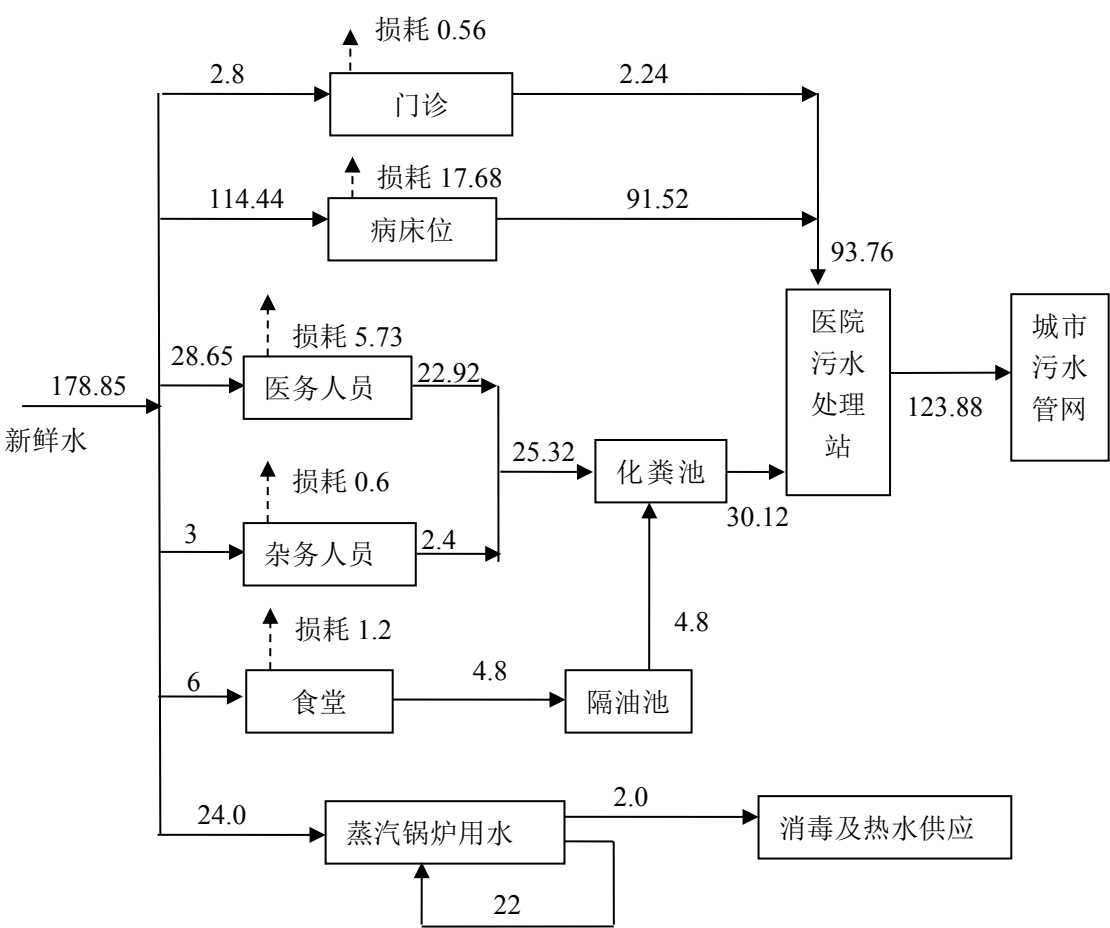 损耗 0.56
2.8
门诊
2.24
损耗 17.68
114.44
病床位
91.52
93.76
损耗 5.73
28.65
医务人员
22.92
178.85
新鲜水
25.32
化粪池
30.12
医院
污水
处理
站
123.88
城市
污水
管网
损耗 0.6
3
杂务人员
2.4
损耗 1.2
6
食堂
4.8
隔油池
4.8
24.0
蒸汽锅炉用水
2.0
消毒及热水供应
22